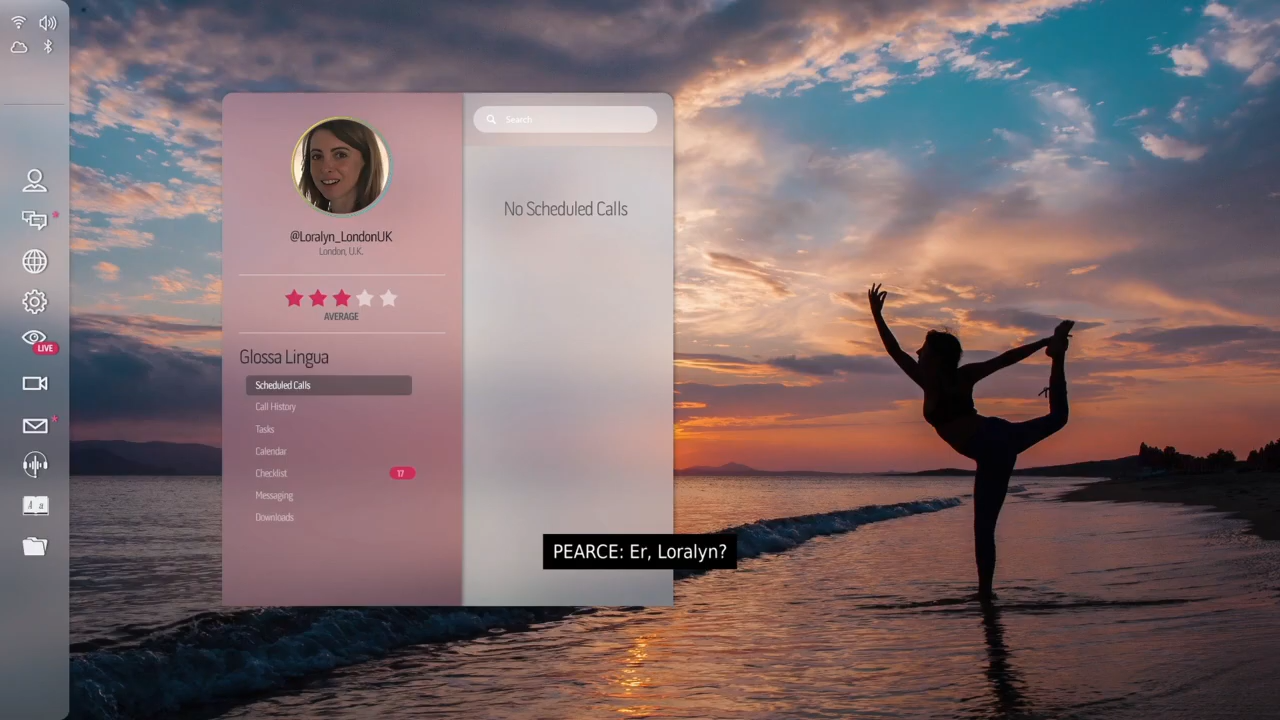 LIVE
A a
@Loralyn_LondonUK
London, U.K.
AVERAGE
Glossa Lingua
Scheduled Calls
Call History
Tasks
Calendar
Checklist 17
Messaging
Downloads
Search
No Scheduled Calls
PEARCE: Er, Loralyn?